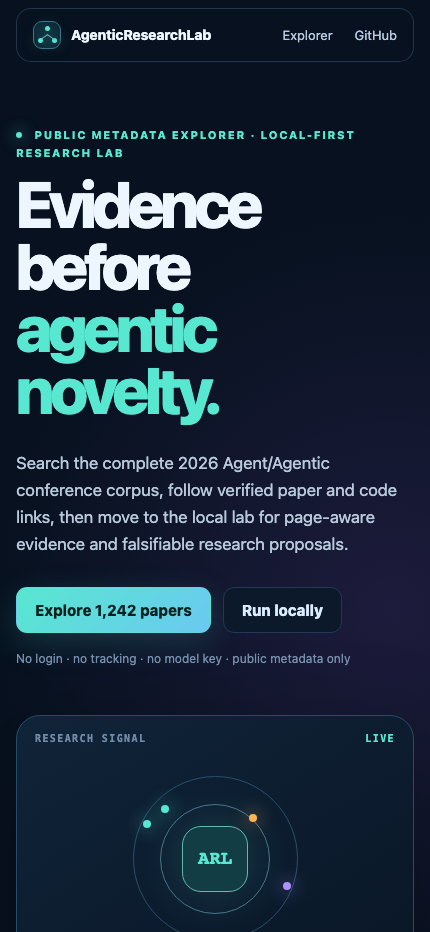 AgenticResearchLab
Explorer
GitHub
PUBLIC METADATA EXPLORER · LOCAL-FIRST
RESEARCH LAB
Evidence
before
agentic
novelty.
Search the complete 2026 Agent/Agentic
conference corpus, follow verified paper and code
links, then move to the local lab for page-aware
evidence and falsifiable research proposals.
Explore 1,242 papers
Run locally
No login · no tracking · no model key · public metadata only
RESEARCH SIGNAL
LIVE
ARL